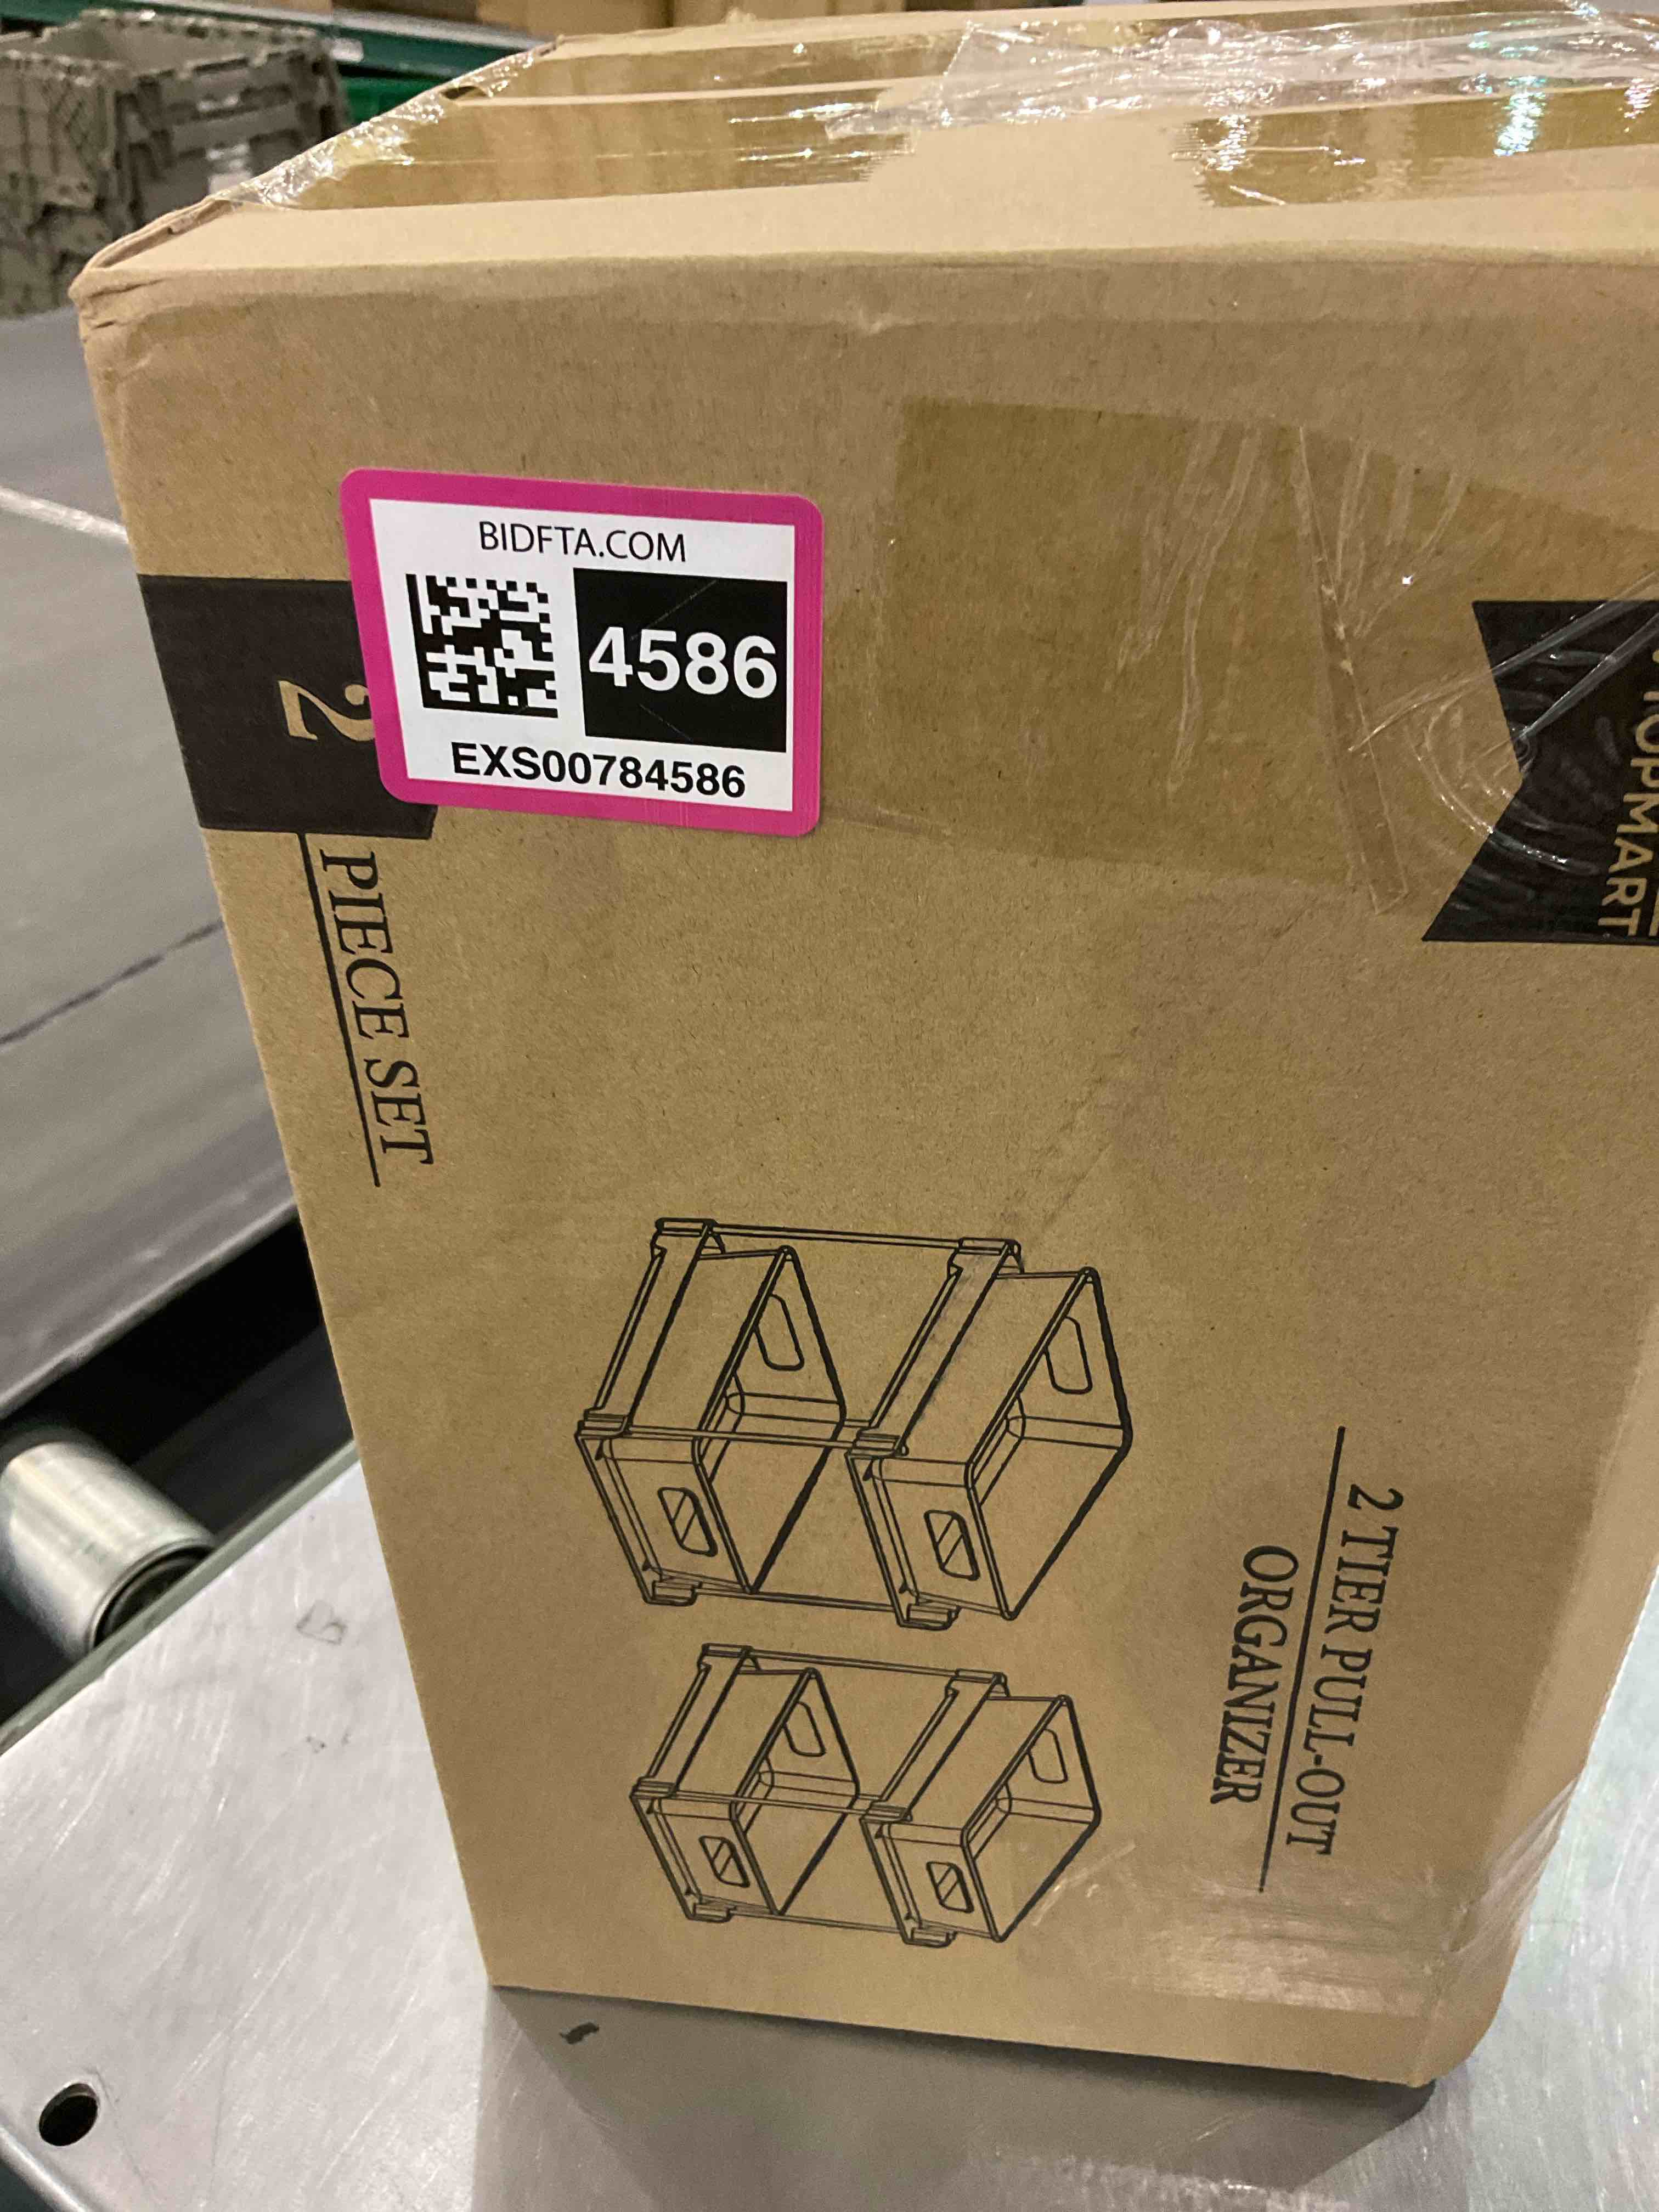 BIDFTA.COM
4586
EXS00784586
2
PIECE SET
2 TIER PULL-OUT
ORGANIZER